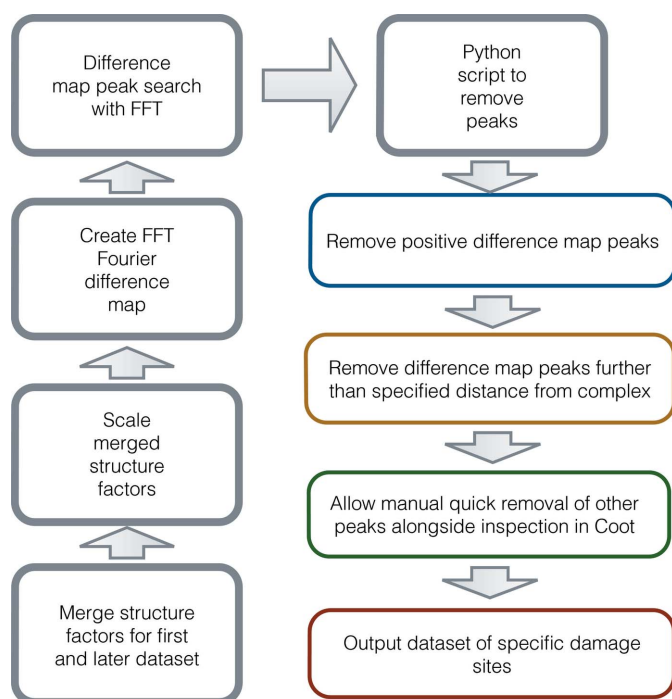 Difference
map peak search
with FFT
Python
script to
remove
peaks
Create FFT
Fourier
difference
map
Remove positive difference map peaks
Remove difference map peaks further
than specified distance from complex
Scale
merged
structure
factors
Allow manual quick removal of other
peaks alongside inspection in Coot
Merge structure
factors for first
and later dataset
Output dataset of specific damage
sites